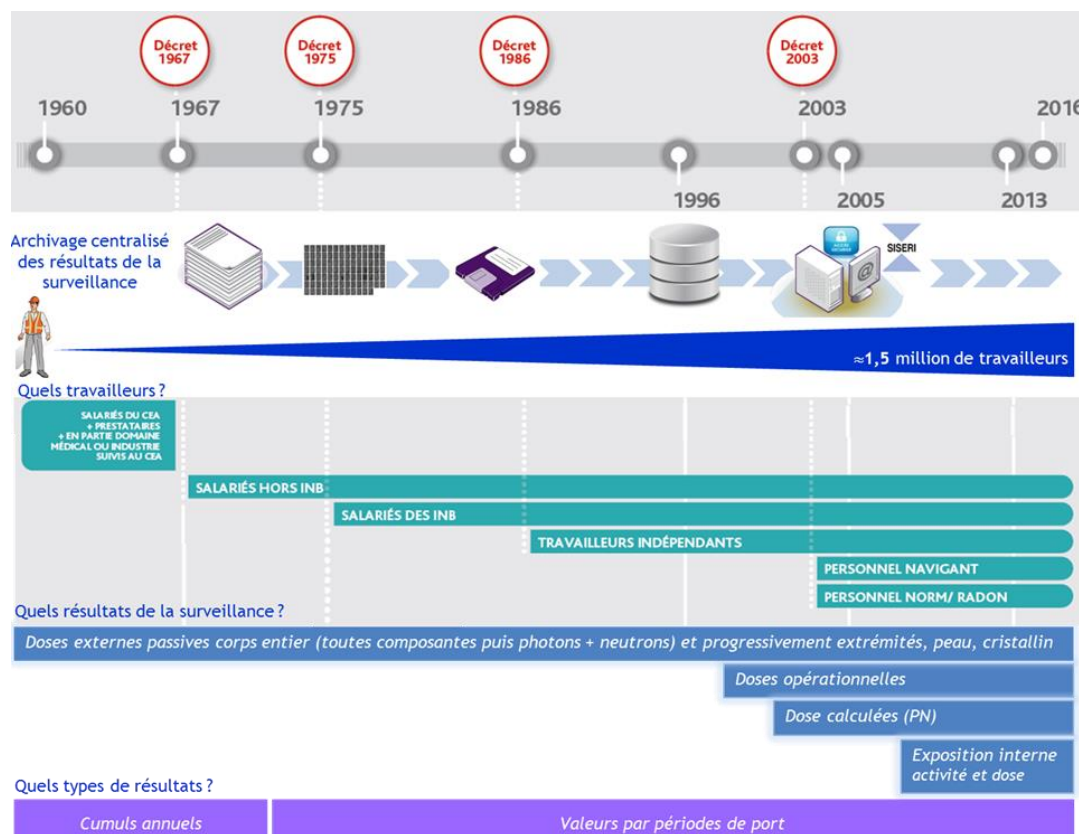 Décret
1967
Décret
1975
Décret
1986
Décret
2003
1960
1967
1975
1986
2003
2016
1996
2005
2013
Archivage centralisé
des résultats de la
surveillance
SISERI
≈1,5 million de travailleurs
Quels travailleurs ?
SALARIÉS DU CEA
+ PRESTATAIRES
+ EN PARTIE DOMAINE
MÉDICAL OU INDUSTRIE
SUIVIS AU CEA
SALARIÉS HORS INB
SALARIÉS DES INB
TRAVAILLEURS INDÉPENDANTS
PERSONNEL NAVIGANT
PERSONNEL NORM/ RADON
Quels résultats de la surveillance ?
Doses externes passives corps entier (toutes composantes puis photons + neutrons) et progressivement extrémités, peau, cristallin
Doses opérationnelles
Dose calculées (PN)
Exposition interne
activité et dose
Quels types de résultats ?
Cumuls annuels
Valeurs par périodes de port